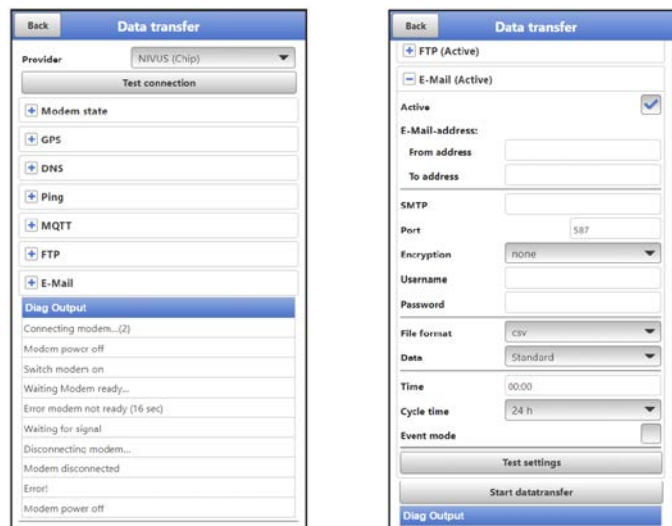 Back Data transfer
Provider NIVUS (Chip)
Test connection
Modem state
GPS
DNS
Ping
MQTT
FTP
E-Mail
Diag Output
Connecting modem...(2)
Modem power off
Switch modem on
Waiting Modem ready...
Error modem not ready (16 sec)
Waiting for signal
Disconnecting modem...
Modem disconnected
Error!
Modem power off
Back Data transfer
FTP (Active)
E-Mail (Active)
Active
E-Mail-address:
From address
To address
SMTP
Port 587
Encryption none
Username
Password
File format csv
Data Standard
Time 00:00
Cycle time 24 h
Event mode
Test settings
Start datatransfer
Diag Output